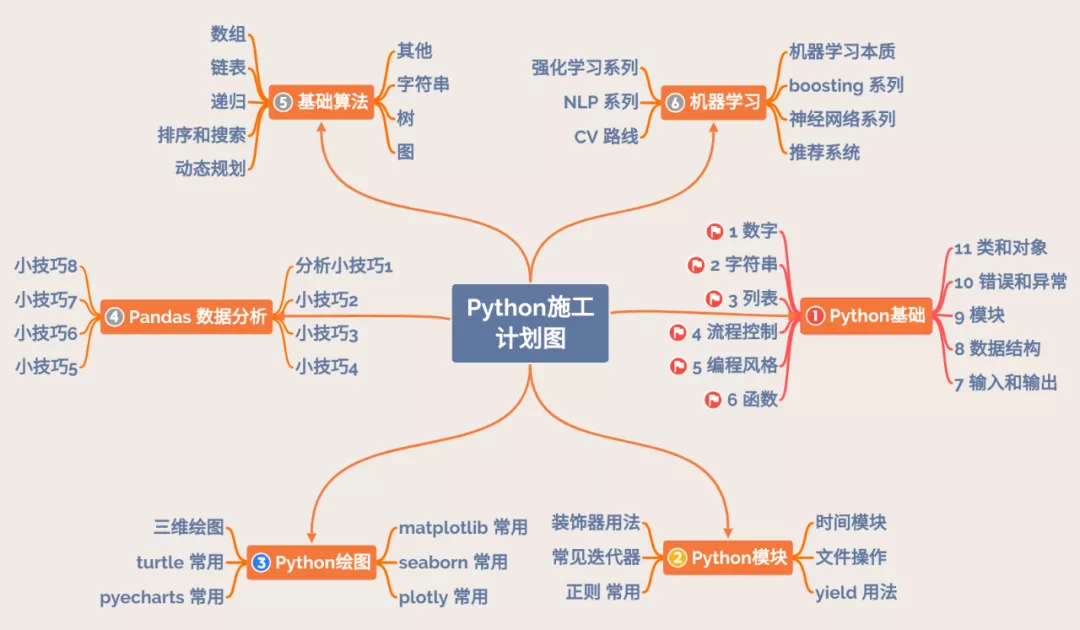 Python施工
计划图
① Python基础
1 数字
2 字符串
3 列表
4 流程控制
5 编程风格
6 函数
7 输入和输出
8 数据结构
9 模块
10 错误和异常
11 类和对象
② Python模块
时间模块
文件操作
yield 用法
装饰器用法
常见迭代器
正则 常用
③ Python绘图
matplotlib 常用
seaborn 常用
plotly 常用
三维绘图
turtle 常用
pyecharts 常用
④ Pandas 数据分析
分析小技巧1
小技巧2
小技巧3
小技巧4
小技巧5
小技巧6
小技巧7
小技巧8
⑤ 基础算法
数组
链表
递归
排序和搜索
动态规划
其他
字符串
树
图
⑥ 机器学习
机器学习本质
boosting 系列
神经网络系列
推荐系统
强化学习系列
NLP 系列
CV 路线